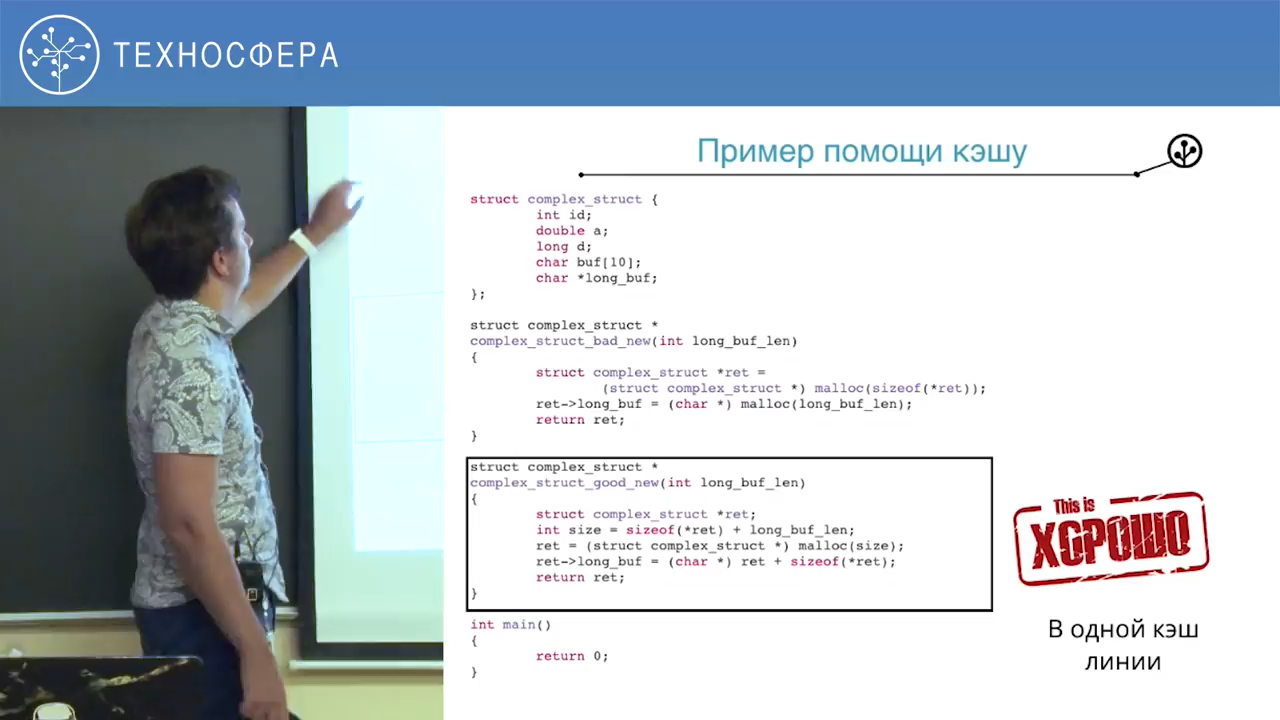 ТЕХНОСФЕРА
Пример помощи кэшу
struct complex_struct {
int id;
double a;
long d;
char buf[10];
char *long_buf;
};
struct complex_struct *
complex_struct_bad_new(int long_buf_len)
{
struct complex_struct *ret =
(struct complex_struct *) malloc(sizeof(*ret));
ret->long_buf = (char *) malloc(long_buf_len);
return ret;
}
struct complex_struct *
complex_struct_good_new(int long_buf_len)
{
struct complex_struct *ret;
int size = sizeof(*ret) + long_buf_len;
ret = (struct complex_struct *) malloc(size);
ret->long_buf = (char *) ret + sizeof(*ret);
return ret;
}
This is
ХОРОШО
В одной кэш
линии
int main()
{
return 0;
}